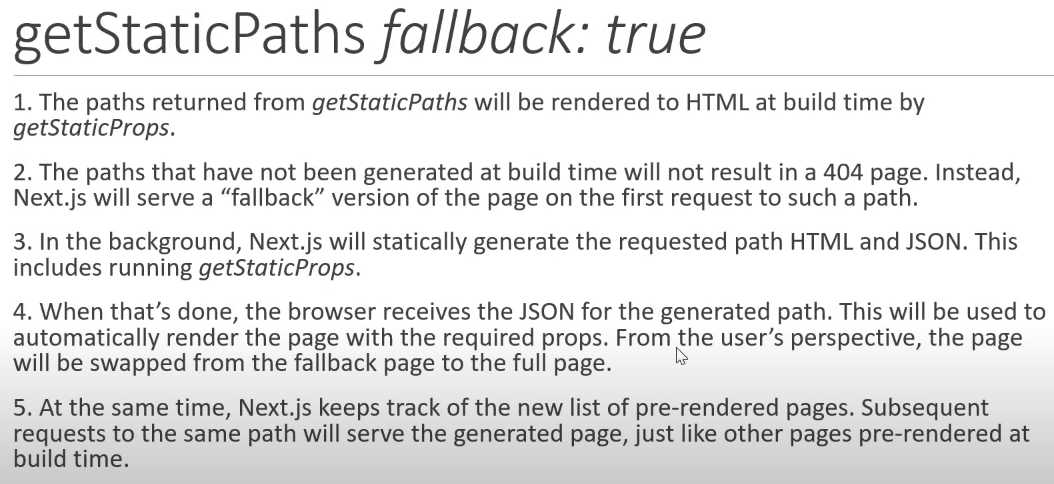 getStaticPaths fallback: true
1. The paths returned from getStaticPaths will be rendered to HTML at build time by
getStaticProps.
2. The paths that have not been generated at build time will not result in a 404 page. Instead,
Next.js will serve a “fallback” version of the page on the first request to such a path.
3. In the background, Next.js will statically generate the requested path HTML and JSON. This
includes running getStaticProps.
4. When that’s done, the browser receives the JSON for the generated path. This will be used to
automatically render the page with the required props. From the user’s perspective, the page
will be swapped from the fallback page to the full page.
5. At the same time, Next.js keeps track of the new list of pre-rendered pages. Subsequent
requests to the same path will serve the generated page, just like other pages pre-rendered at
build time.